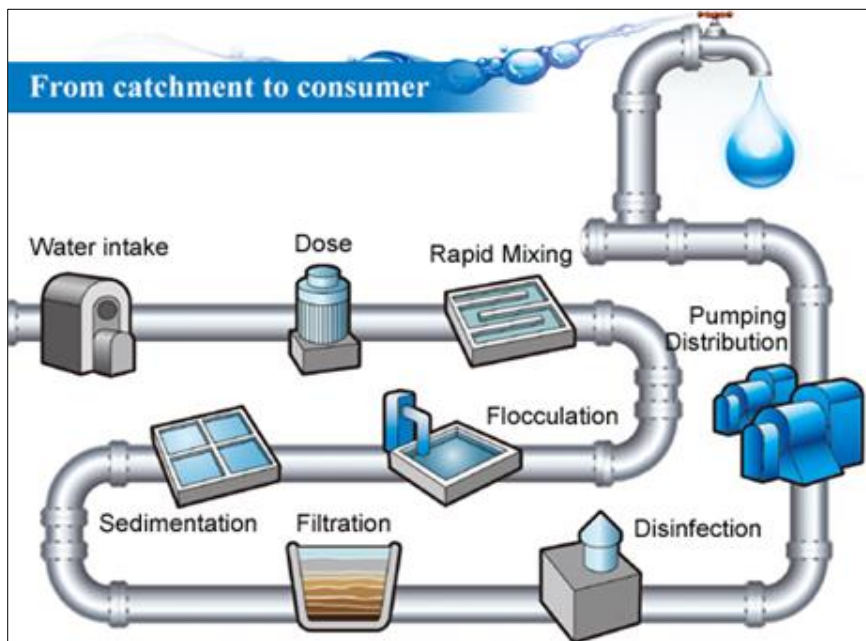 From catchment to consumer
Water intake
Dose
Rapid Mixing
Pumping
Distribution
Flocculation
Sedimentation
Filtration
Disinfection